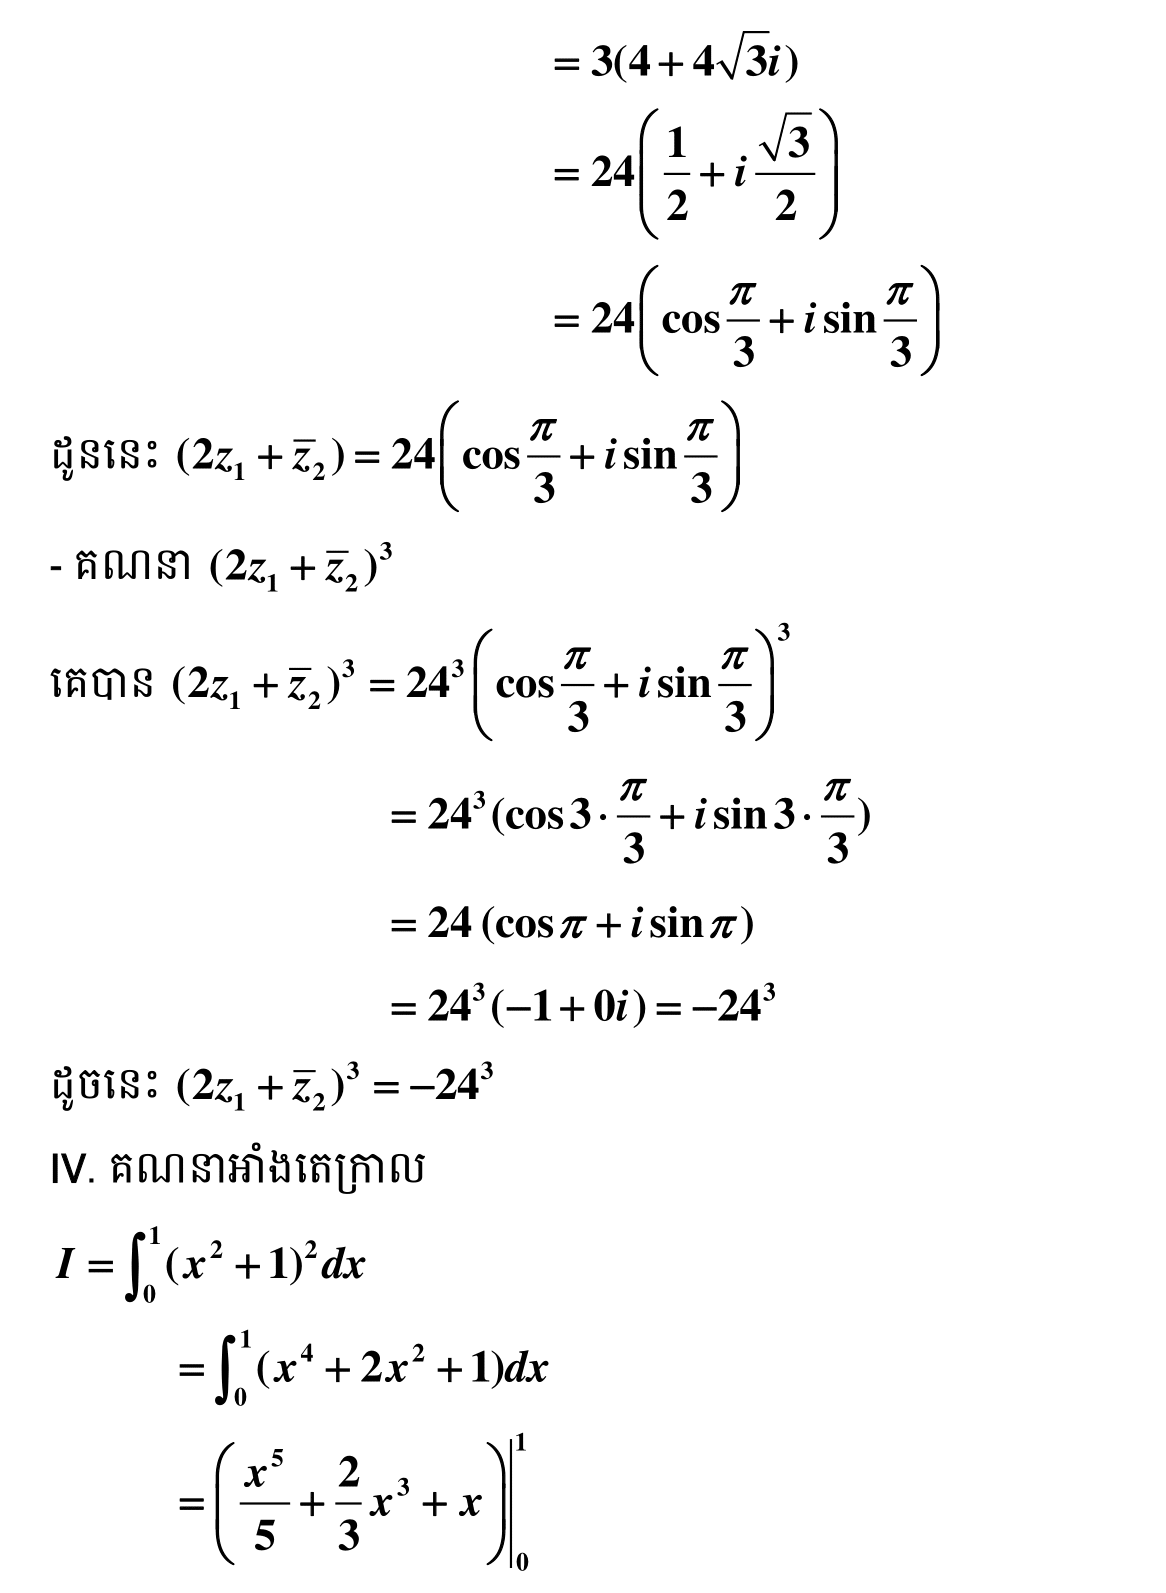 = 3(4 + 4√3i)
= 24(1/2 + i √3/2)
= 24(cos π/3 + i sin π/3)
ដូននេះ (2z₁ + z̅₂) = 24(cos π/3 + i sin π/3)
- គណនា (2z₁ + z̅₂)³
គេបាន (2z₁ + z̅₂)³ = 24³(cos π/3 + i sin π/3)³
= 24³(cos 3·π/3 + i sin 3·π/3)
= 24 (cos π + i sin π)
= 24³(−1 + 0i) = −24³
ដូចនេះ (2z₁ + z̅₂)³ = −24³
IV. គណនាអាំងតេក្រាល
I = ∫₀¹(x² + 1)²dx
= ∫₀¹(x⁴ + 2x² + 1)dx
= (x⁵/5 + 2/3 x³ + x)|₀¹